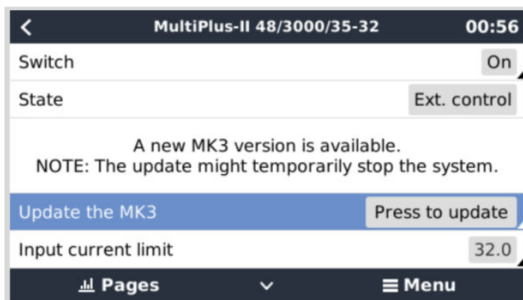 MultiPlus-II 48/3000/35-32 00:56
Switch On
State Ext. control
A new MK3 version is available.
NOTE: The update might temporarily stop the system.
Update the MK3 Press to update
Input current limit 32.0
Pages Menu